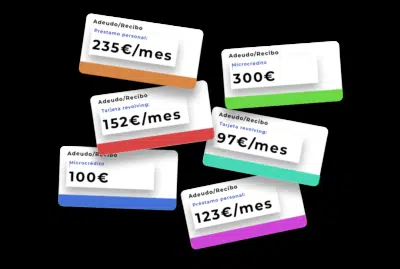 Adeudo/Recibo
Préstamo personal:
235€/mes
Adeudo/Recibo
Microcrédito
300€
Adeudo/Recibo
Tarjeta revolving:
152€/mes
Adeudo/Recibo
Tarjeta revolving:
97€/mes
Adeudo/Recibo
Microcrédito
100€
Adeudo/Recibo
Préstamo personal:
123€/mes